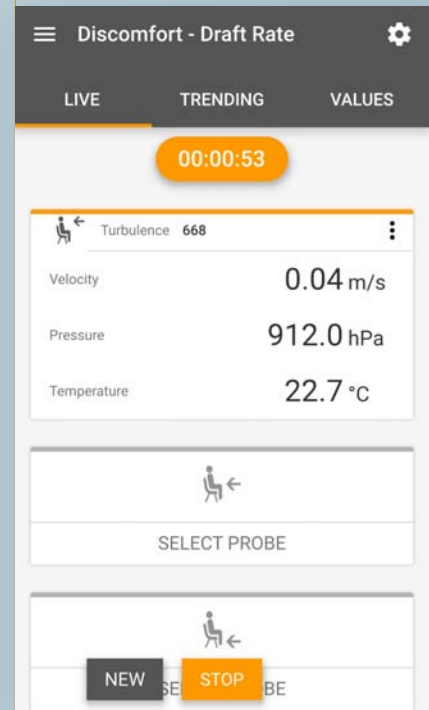 Discomfort - Draft Rate
LIVE TRENDING VALUES
00:00:53
Turbulence 668
Velocity 0.04 m/s
Pressure 912.0 hPa
Temperature 22.7 °C
SELECT PROBE
NEW STOP